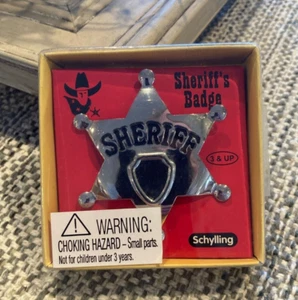 Sheriff's
Badge
SHERIFF
3 & UP
WARNING:
CHOKING HAZARD – Small parts.
Not for children under 3 years.
Schylling